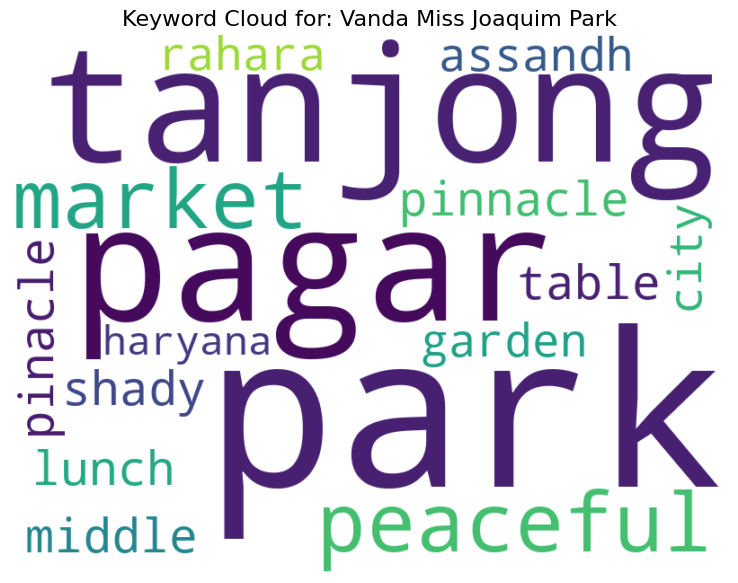 Keyword Cloud for: Vanda Miss Joaquim Park
rahara
assandh
tanjong
market
pinnacle
city
pagar
table
pinacle
haryana
garden
shady
park
lunch
peaceful
middle